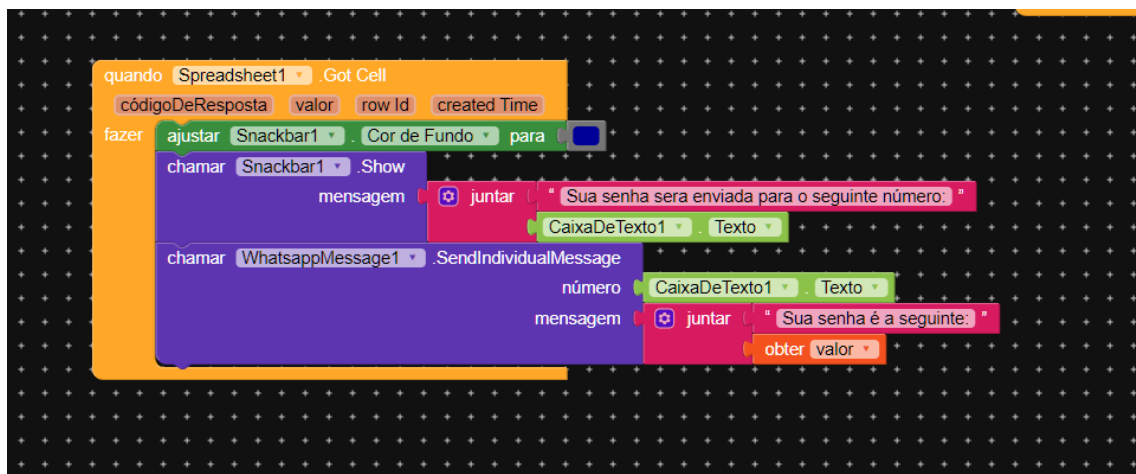 quando Spreadsheet1 .Got Cell
códigoDeResposta valor row Id created Time
fazer ajustar Snackbar1 . Cor de Fundo para
chamar Snackbar1 .Show
mensagem juntar " Sua senha sera enviada para o seguinte número: "
CaixaDeTexto1 . Texto
chamar WhatsappMessage1 .SendIndividualMessage
número CaixaDeTexto1 . Texto
mensagem juntar " Sua senha é a seguinte: "
obter valor